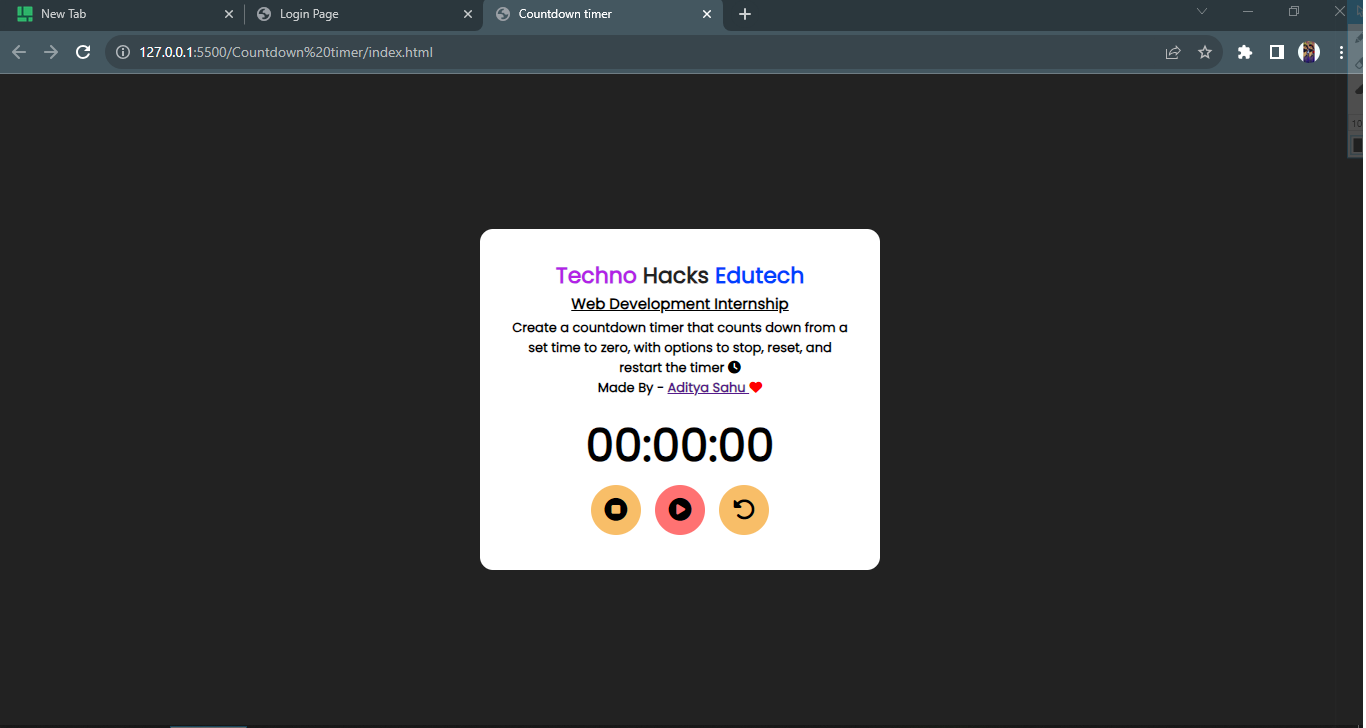 New Tab
Login Page
Countdown timer
127.0.0.1:5500/Countdown%20timer/index.html
10
Techno Hacks Edutech
Web Development Internship
Create a countdown timer that counts down from a
set time to zero, with options to stop, reset, and
restart the timer
Made By - Aditya Sahu
00:00:00